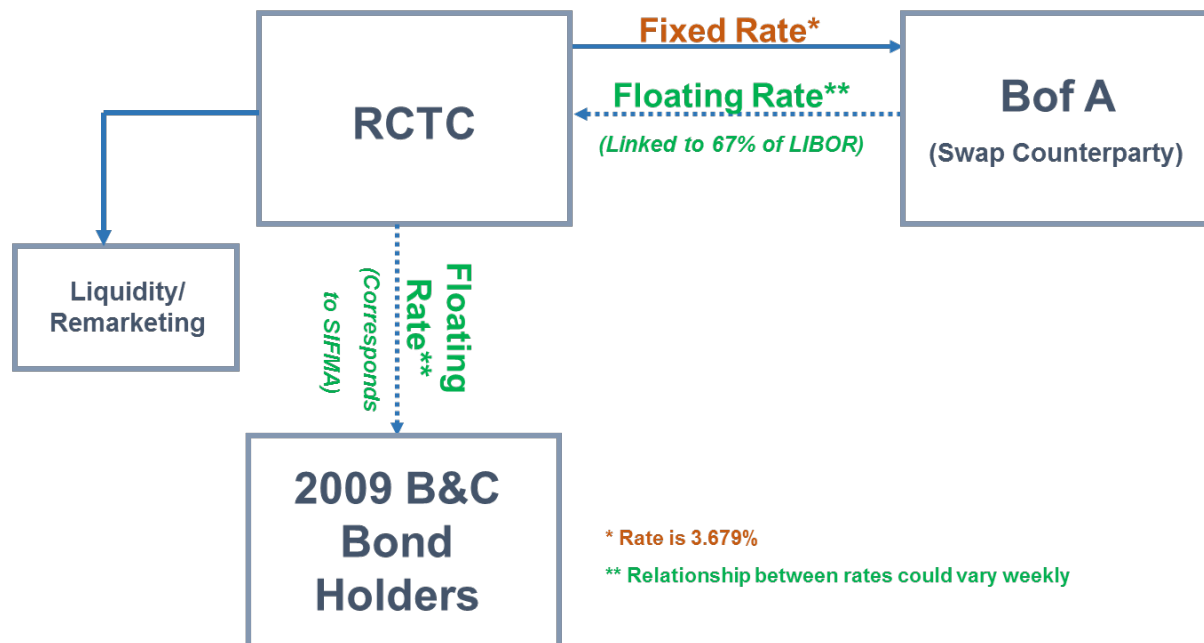 Fixed Rate*
RCTC
Floating Rate**
(Linked to 67% of LIBOR)
Bof A
(Swap Counterparty)
Liquidity/
Remarketing
Floating
Rate**
(Corresponds
to SIFMA)
2009 B&C
Bond
Holders
* Rate is 3.679%
** Relationship between rates could vary weekly